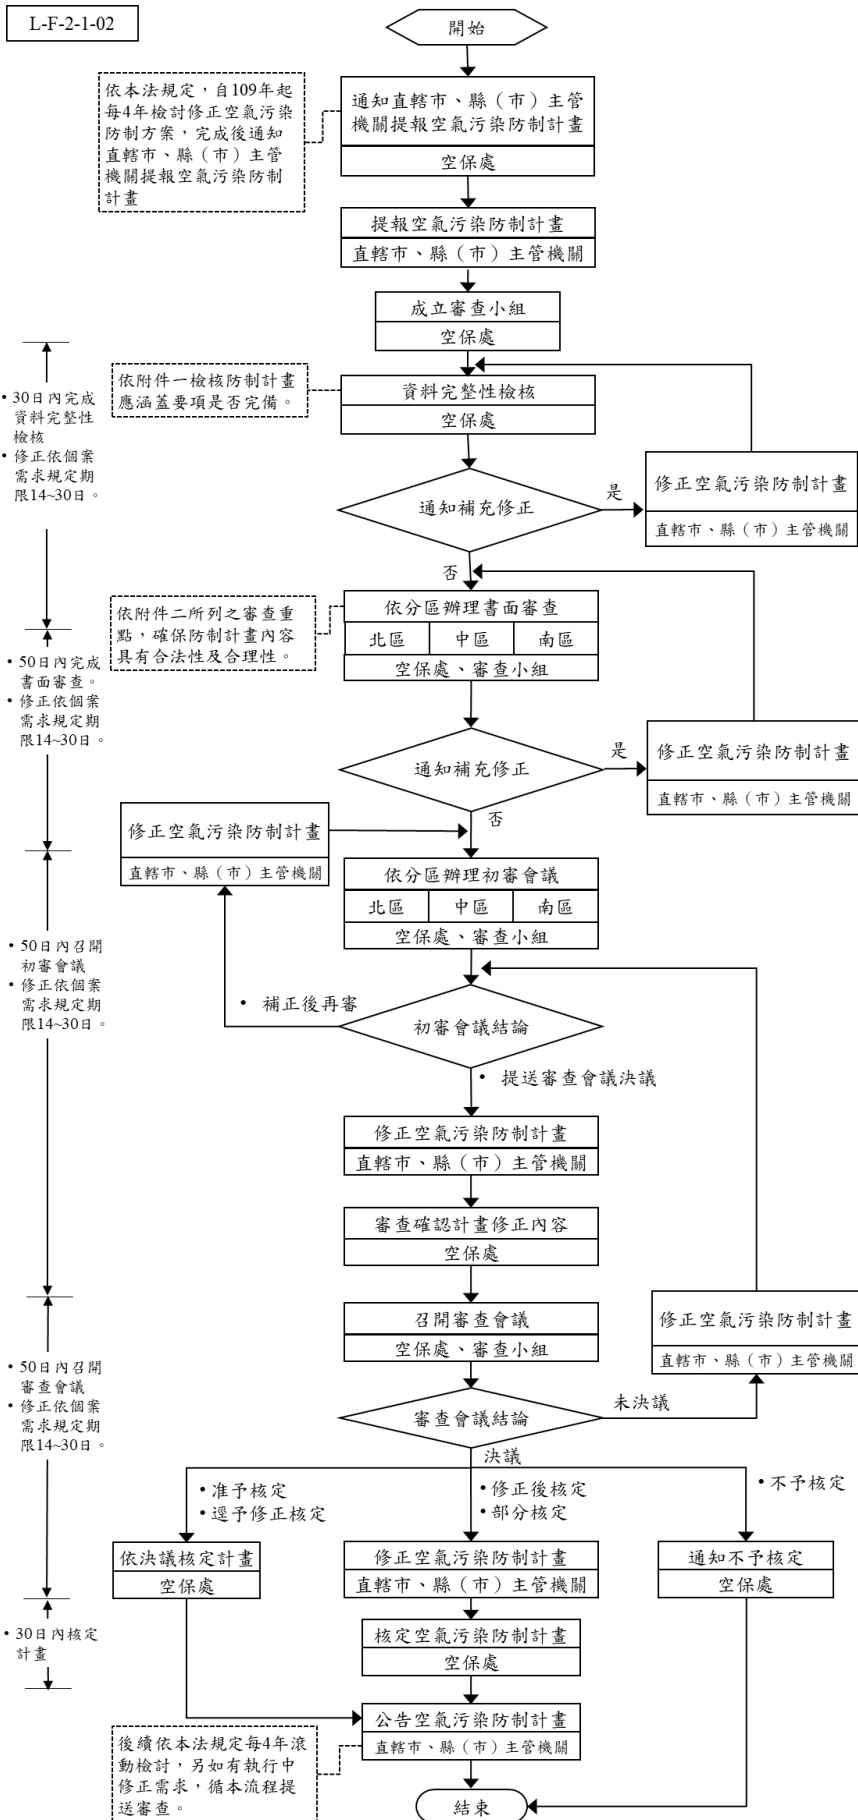 L-F-2-1-02
開始
依本法規定，自109年起
每4年檢討修正空氣污染
防制方案，完成後通知
直轄市、縣（市）主管
機關提報空氣污染防制
計畫
通知直轄市、縣（市）主管
機關提報空氣污染防制計畫
空保處
提報空氣污染防制計畫
直轄市、縣（市）主管機關
成立審查小組
空保處
• 30日內完成
資料完整性
檢核
• 修正依個案
需求規定期
限14~30日。
依附件一檢核防制計畫
應涵蓋要項是否完備。
資料完整性檢核
空保處
通知補充修正
是
修正空氣污染防制計畫
直轄市、縣（市）主管機關
否
依附件二所列之審查重
點，確保防制計畫內容
具有合法性及合理性。
依分區辦理書面審查
北區 中區 南區
空保處、審查小組
• 50日內完成
書面審查。
• 修正依個案
需求規定期
限14~30日。
通知補充修正
是
修正空氣污染防制計畫
直轄市、縣（市）主管機關
否
修正空氣污染防制計畫
直轄市、縣（市）主管機關
依分區辦理初審會議
北區 中區 南區
空保處、審查小組
• 50日內召開
初審會議
• 修正依個案
需求規定期
限14~30日。
• 補正後再審
初審會議結論
• 提送審查會議決議
修正空氣污染防制計畫
直轄市、縣（市）主管機關
審查確認計畫修正內容
空保處
召開審查會議
空保處、審查小組
修正空氣污染防制計畫
直轄市、縣（市）主管機關
• 50日內召開
審查會議
• 修正依個案
需求規定期
限14~30日。
審查會議結論
未決議
決議
• 准予核定
• 逕予修正核定
• 修正後核定
• 部分核定
• 不予核定
依決議核定計畫
空保處
修正空氣污染防制計畫
直轄市、縣（市）主管機關
通知不予核定
空保處
• 30日內核定
計畫
核定空氣污染防制計畫
空保處
公告空氣污染防制計畫
直轄市、縣（市）主管機關
後續依本法規定每4年滾
動檢討，另如有執行中
修正需求，循本流程提
送審查。
結束